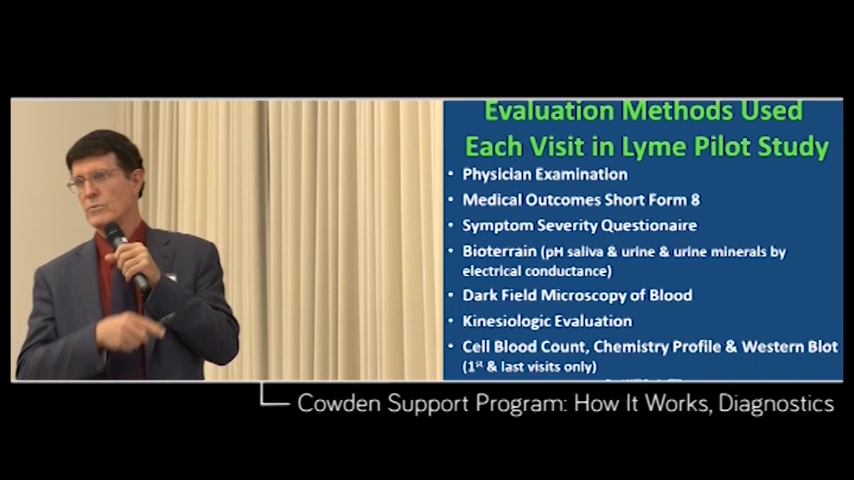 Evaluation Methods Used
Each Visit in Lyme Pilot Study
• Physician Examination
• Medical Outcomes Short Form 8
• Symptom Severity Questionaire
• Bioterrain (pH saliva & urine & urine minerals by
electrical conductance)
• Dark Field Microscopy of Blood
• Kinesiologic Evaluation
• Cell Blood Count, Chemistry Profile & Western Blot
(1st & last visits only)
Cowden Support Program: How It Works, Diagnostics